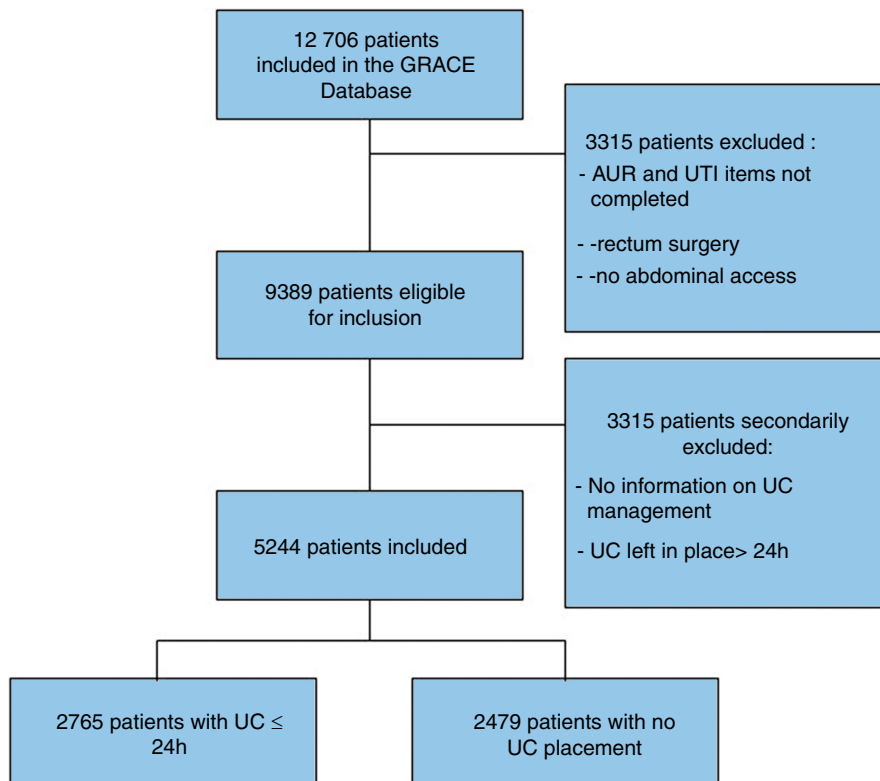 12 706 patients
included in the GRACE
Database
3315 patients excluded :
- AUR and UTI items not
completed
- -rectum surgery
- -no abdominal access
9389 patients eligible
for inclusion
3315 patients secondarily
excluded:
- No information on UC
management
- UC left in place> 24h
5244 patients included
2765 patients with UC ≤
24h
2479 patients with no
UC placement